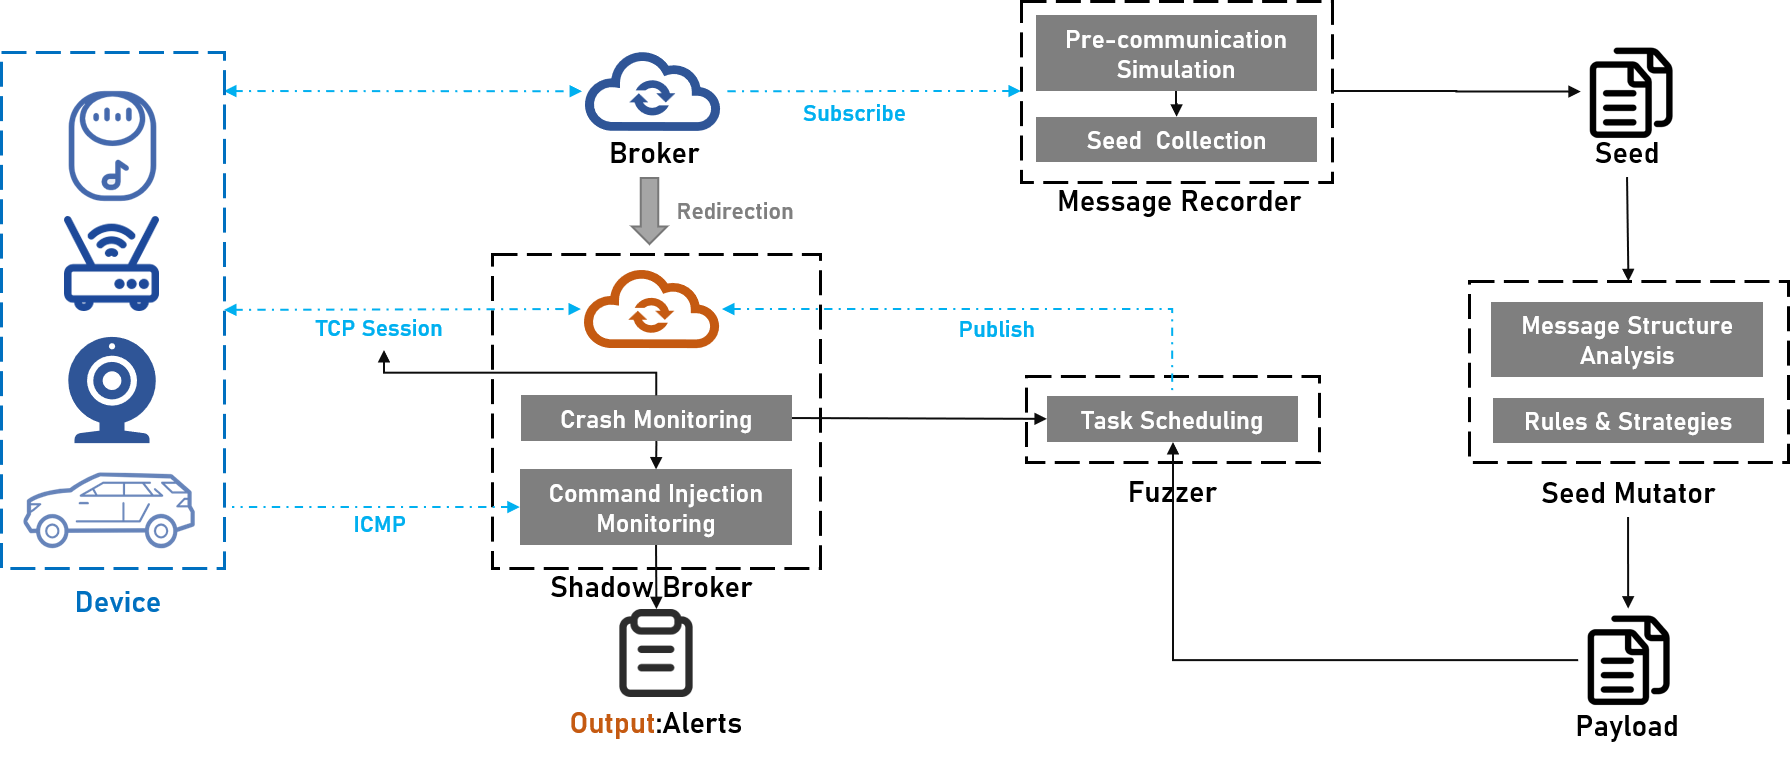 Pre-communication
Simulation
Subscribe
Seed Collection
Broker
Seed
Message Recorder
Redirection
TCP Session
Publish
Message Structure
Analysis
Crash Monitoring
Task Scheduling
Rules & Strategies
Command Injection
Monitoring
ICMP
Fuzzer
Seed Mutator
Shadow Broker
Device
Output:Alerts
Payload